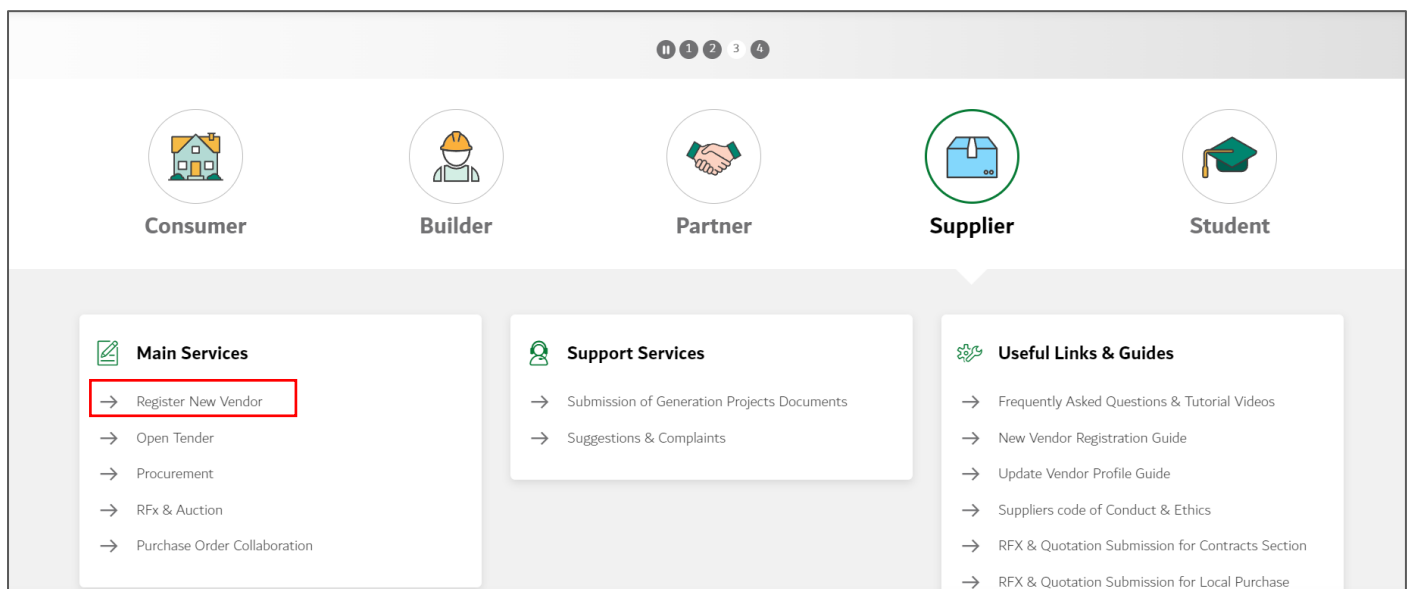 1 2 3 4
Consumer
Builder
Partner
Supplier
Student
Main Services
Register New Vendor
Open Tender
Procurement
RFx & Auction
Purchase Order Collaboration
Support Services
Submission of Generation Projects Documents
Suggestions & Complaints
Useful Links & Guides
Frequently Asked Questions & Tutorial Videos
New Vendor Registration Guide
Update Vendor Profile Guide
Suppliers code of Conduct & Ethics
RFX & Quotation Submission for Contracts Section
RFX & Quotation Submission for Local Purchase